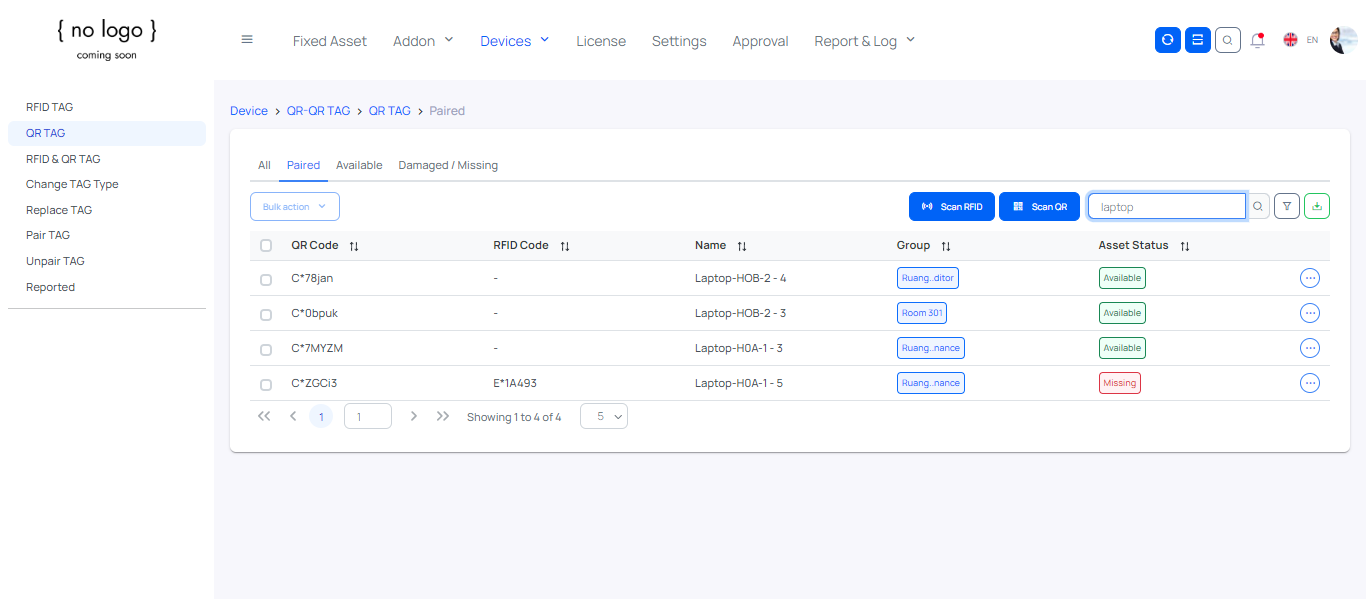 { no logo }
coming soon
Fixed Asset Addon Devices License Settings Approval Report & Log EN
RFID TAG
QR TAG
RFID & QR TAG
Change TAG Type
Replace TAG
Pair TAG
Unpair TAG
Reported
Device > QR-QR TAG > QR TAG > Paired
All Paired Available Damaged / Missing
Bulk action Scan RFID Scan QR laptop
QR Code RFID Code Name Group Asset Status
C*78jan - Laptop-HOB-2 - 4 Ruang..ditor Available
C*0bpuk - Laptop-HOB-2 - 3 Room 301 Available
C*7MYZM - Laptop-H0A-1 - 3 Ruang..nance Available
C*ZGCi3 E*1A493 Laptop-H0A-1 - 5 Ruang..nance Missing
1 1 Showing 1 to 4 of 4 5